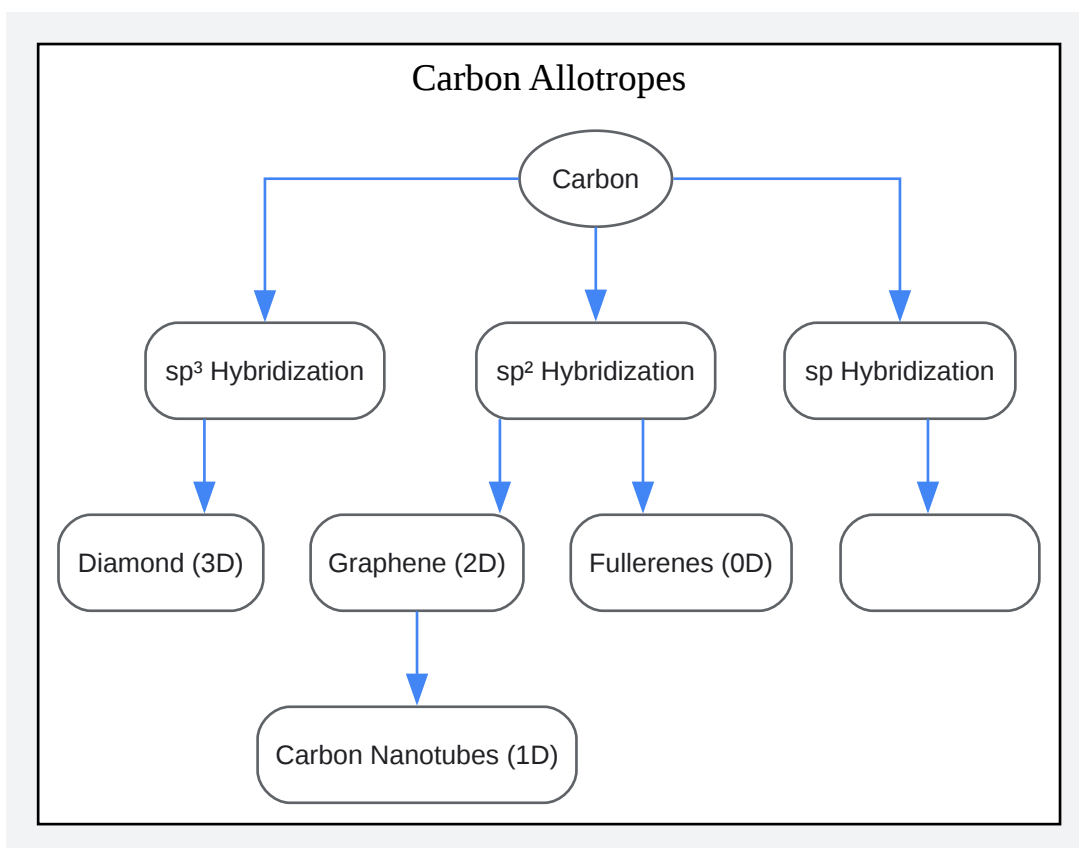 Carbon Allotropes
Carbon
sp³ Hybridization
sp² Hybridization
sp Hybridization
Diamond (3D)
Graphene (2D)
Fullerenes (0D)
Carbon Nanotubes (1D)